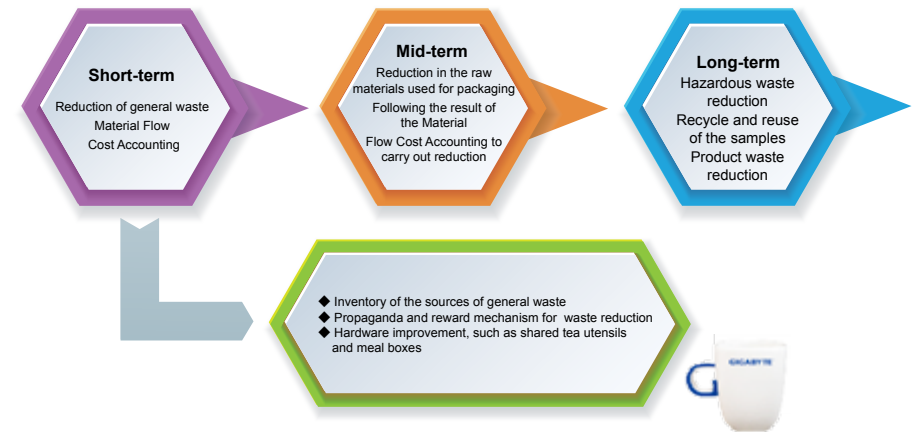 Short-term
Reduction of general waste
Material Flow
Cost Accounting
Mid-term
Reduction in the raw
materials used for packaging
Following the result of
the Material
Flow Cost Accounting to
carry out reduction
Long-term
Hazardous waste
reduction
Recycle and reuse
of the samples
Product waste
reduction
◆ Inventory of the sources of general waste
◆ Propaganda and reward mechanism for waste reduction
◆ Hardware improvement, such as shared tea utensils
and meal boxes
GIGABYTE